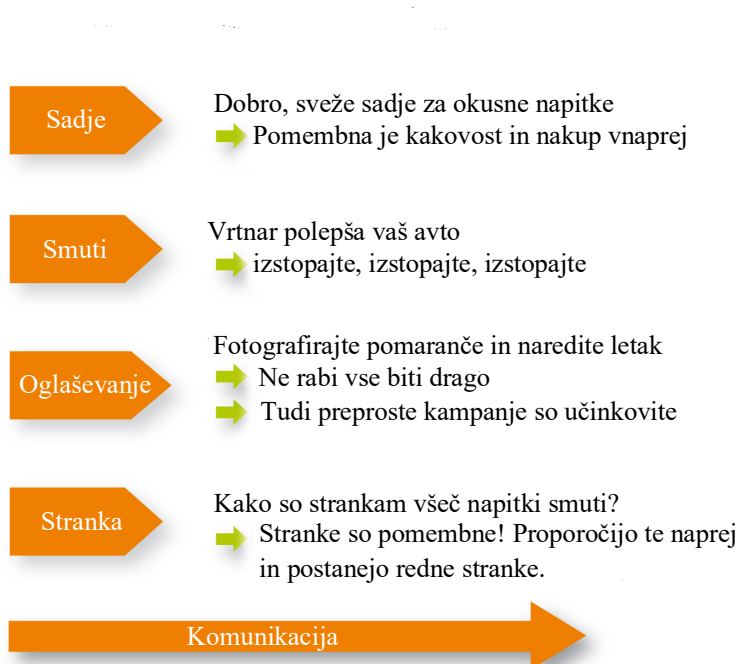 Sadje
Dobro, sveže sadje za okusne napitke
Pomembna je kakovost in nakup vnaprej
Smuti
Vrtnar polepša vaš avto
izstopajte, izstopajte, izstopajte
Oglaševanje
Fotografirajte pomaranče in naredite letak
Ne rabi vse biti drago
Tudi preproste kampanje so učinkovite
Stranka
Kako so strankam všeč napitki smuti?
Stranke so pomembne! Proporočijo te naprej
in postanejo redne stranke.
Komunikacija